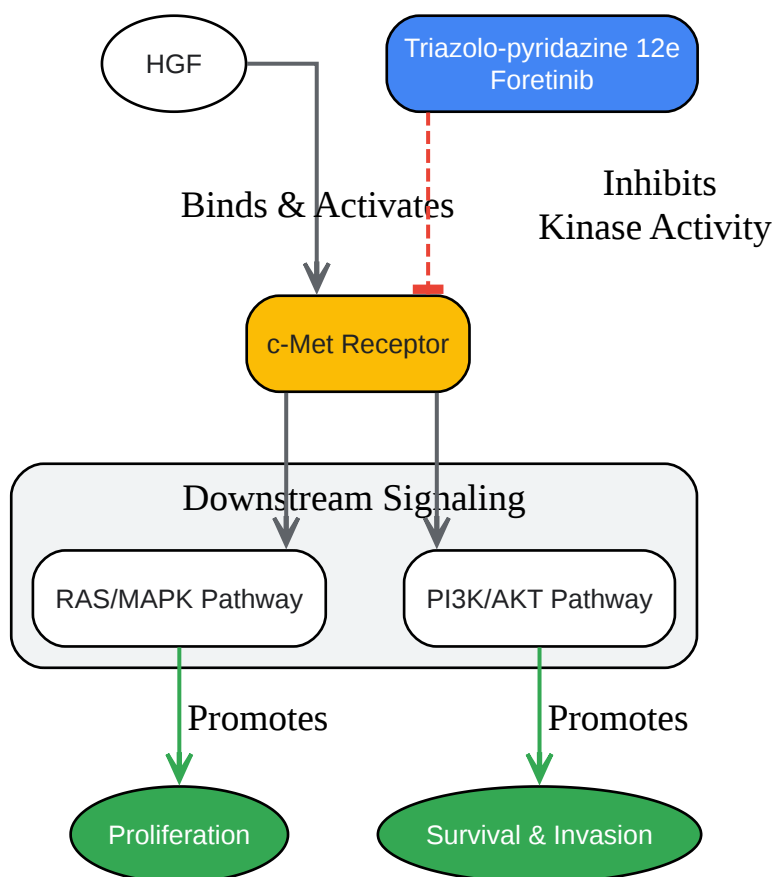 HGF
Triazolo-pyridazine 12e
Foretinib
Binds & Activates
Inhibits
Kinase Activity
c-Met Receptor
Downstream Signaling
RAS/MAPK Pathway
PI3K/AKT Pathway
Promotes
Promotes
Proliferation
Survival & Invasion